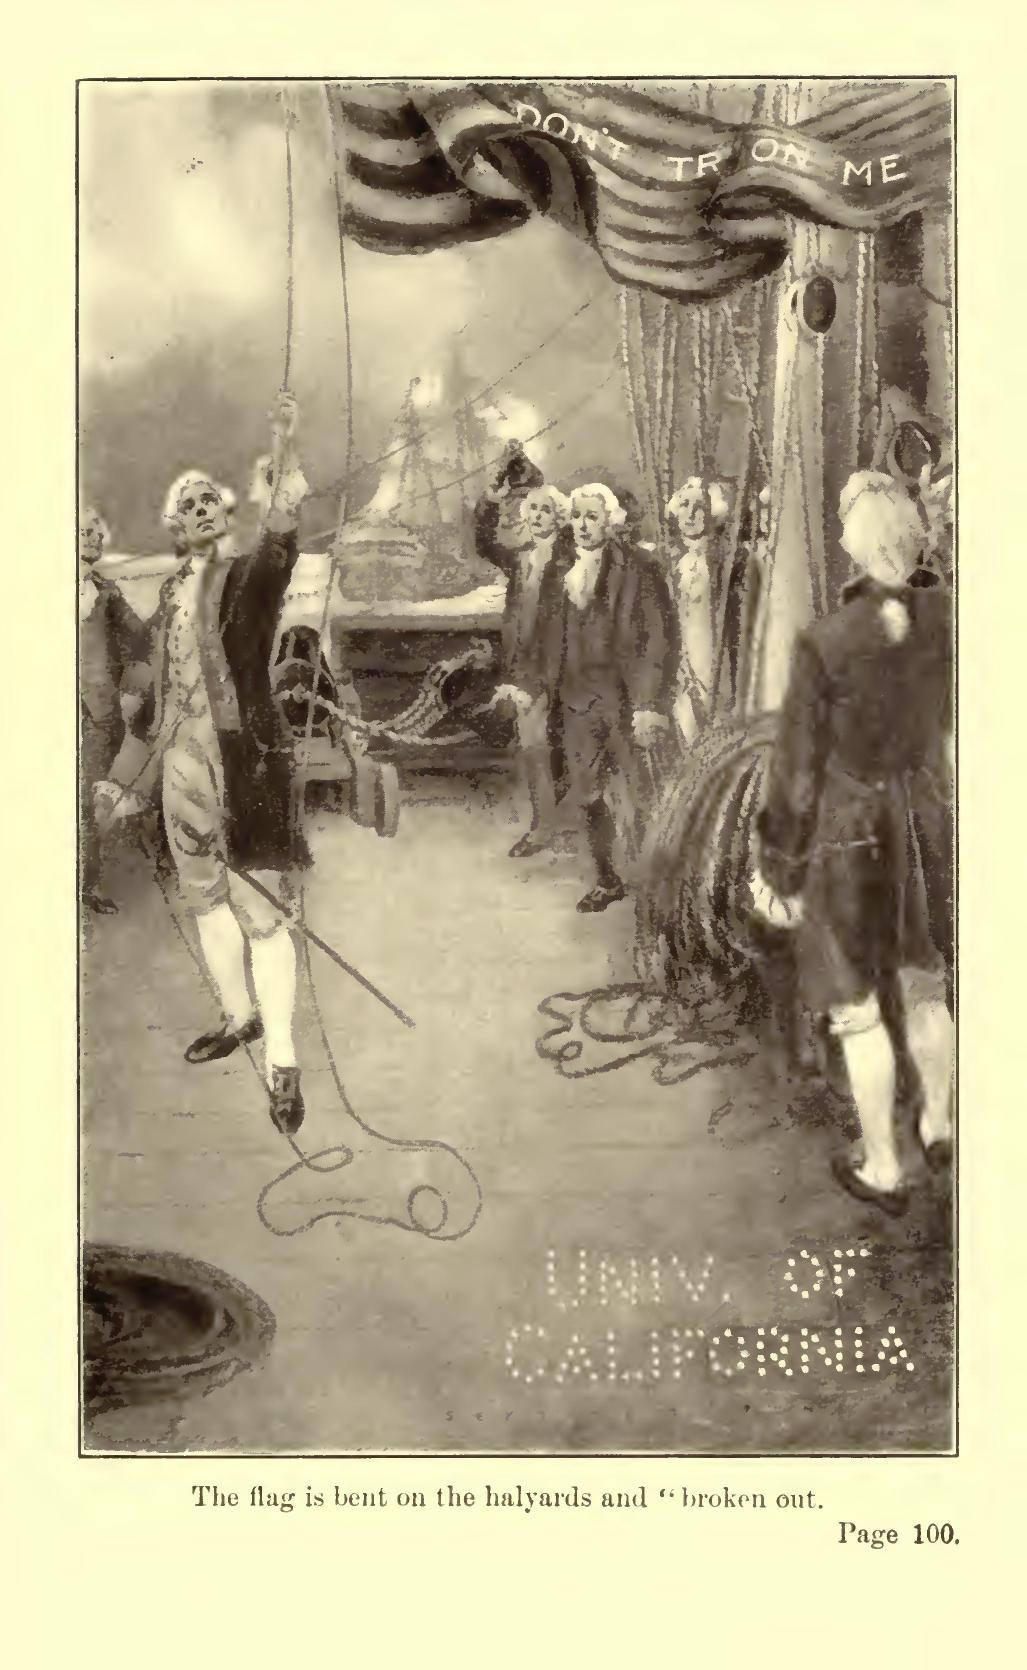 DON'T TR ON ME
UNIV. OF
CALIFORNIA
The flag is bent on the halyards and “broken out.
Page 100.